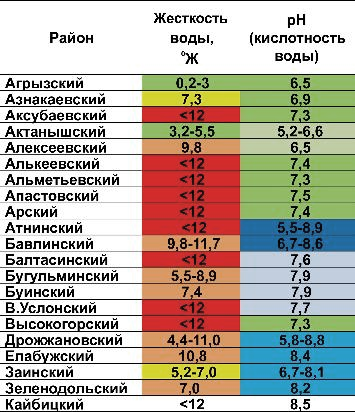 Район Жесткость воды, °Ж pH (кислотность воды)
Агрызский 0,2-3 6,5
Азнакаевский 7,3 6,9
Аксубаевский <12 7,3
Актанышский 3,2-5,5 5,2-6,6
Алексеевский 9,8 6,5
Алькеевский <12 7,4
Альметьевский <12 7,3
Апастовский <12 7,5
Арский <12 7,4
Атнинский <12 5,5-8,9
Бавлинский 9,8-11,7 6,7-8,6
Балтасинский <12 7,6
Бугульминский 5,5-8,9 7,9
Буинский 7,4 7,9
В.Услонский <12 7,7
Высокогорский <12 7,3
Дрожжановский 4,4-11,0 5,8-8,8
Елабужский 10,8 8,4
Заинский 5,2-7,0 6,7-8,1
Зеленодольский 7,0 8,2
Кайбицкий <12 8,5